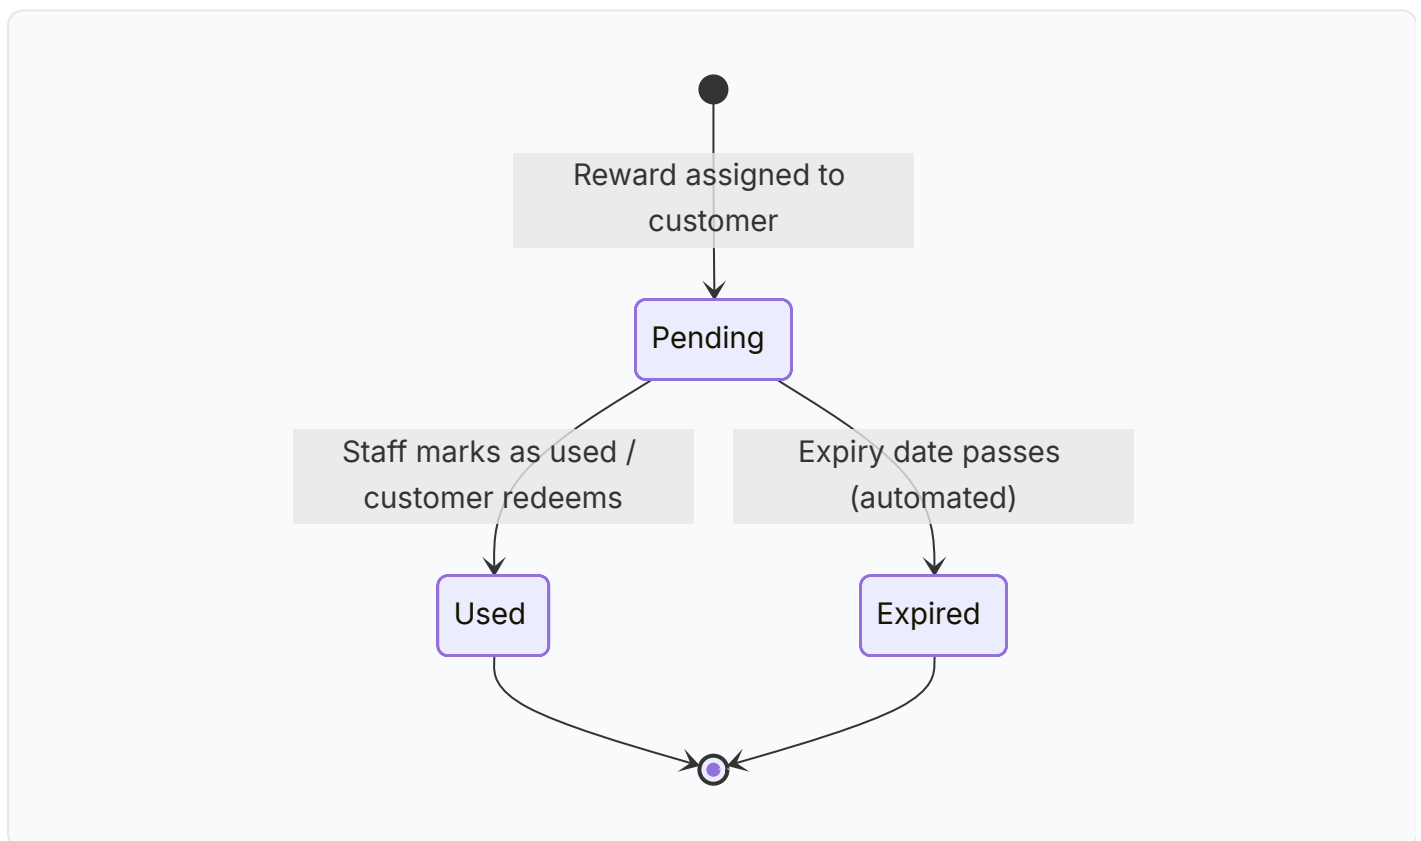 Reward assigned to
customer
Pending
Staff marks as used /
customer redeems
Expiry date passes
(automated)
Used
Expired